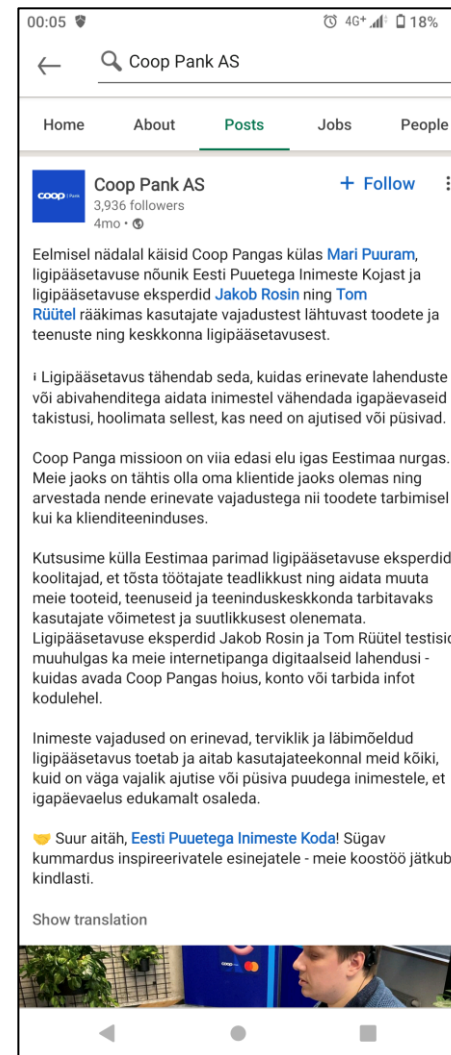 00:05 4G+ 18%
Coop Pank AS
Home About Posts Jobs People
coop | Pank
Coop Pank AS + Follow
3,936 followers
4mo •
Eelmisel nädalal käisid Coop Pangas külas Mari Puuram,
ligipääsetavuse nõunik Eesti Puuetega Inimeste Kojast ja
ligipääsetavuse eksperdid Jakob Rosin ning Tom
Rüütel rääkimas kasutajate vajadustest lähtuvast toodete ja
teenuste ning keskkonna ligipääsetavusest.
ℹ Ligipääsetavus tähendab seda, kuidas erinevate lahenduste
või abivahenditega aidata inimestel vähendada igapäevaseid
takistusi, hoolimata sellest, kas need on ajutised või püsivad.
Coop Panga missioon on viia edasi elu igas Eestimaa nurgas.
Meie jaoks on tähtis olla oma klientide jaoks olemas ning
arvestada nende erinevate vajadustega nii toodete tarbimisel
kui ka klienditeeninduses.
Kutsusime külla Eestimaa parimad ligipääsetavuse eksperdid
koolitajad, et tõsta töötajate teadlikkust ning aidata muuta
meie tooteid, teenuseid ja teeninduskeskkonda tarbitavaks
kasutajate võimetest ja suutlikkusest olenemata.
Ligipääsetavuse eksperdid Jakob Rosin ja Tom Rüütel testisid
muuhulgas ka meie internetipanga digitaalseid lahendusi -
kuidas avada Coop Pangas hoius, konto või tarbida infot
kodulehel.
Inimeste vajadused on erinevad, terviklik ja läbimõeldud
ligipääsetavus toetab ja aitab kasutajateekonnal meid kõiki,
kuid on väga vajalik ajutise või püsiva puudega inimestele, et
igapäevaelus edukamalt osaleda.
🤝 Suur aitäh, Eesti Puuetega Inimeste Koda! Sügav
kummardus inspireerivatele esinejatele - meie koostöö jätkub
kindlasti.
Show translation